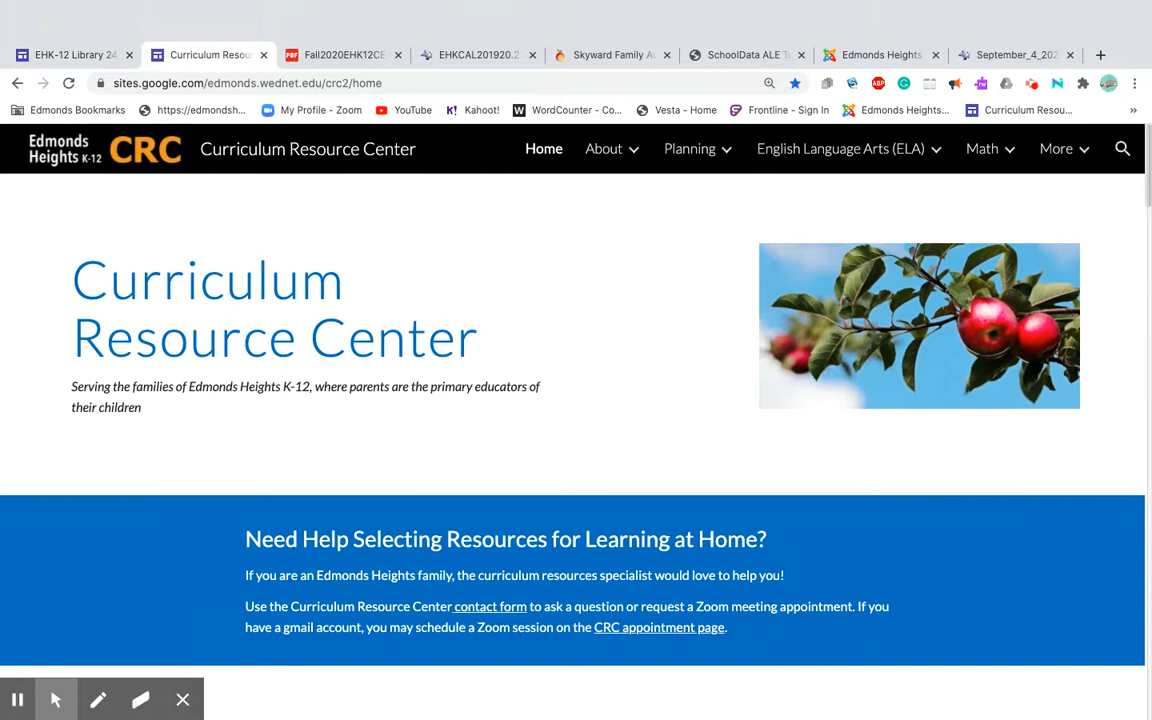 EHK-12 Library 24
Curriculum Resou
PDF Fall2020EHK12CE
EHKCAL201920.2
Skyward Family Ac
SchoolData ALE T
Edmonds Heights
September_4_202
sites.google.com/edmonds.wednet.edu/crc2/home
ABP
Edmonds Bookmarks
https://edmondsh...
My Profile - Zoom
YouTube
K! Kahoot!
W WordCounter - Co...
Vesta - Home
Frontline - Sign In
Edmonds Heights...
Curriculum Resou...
»
Edmonds Heights K-12 CRC
Curriculum Resource Center
Home
About
Planning
English Language Arts (ELA)
Math
More
Curriculum
Resource Center
Serving the families of Edmonds Heights K-12, where parents are the primary educators of
their children
Need Help Selecting Resources for Learning at Home?
If you are an Edmonds Heights family, the curriculum resources specialist would love to help you!
Use the Curriculum Resource Center contact form to ask a question or request a Zoom meeting appointment. If you
have a gmail account, you may schedule a Zoom session on the CRC appointment page.